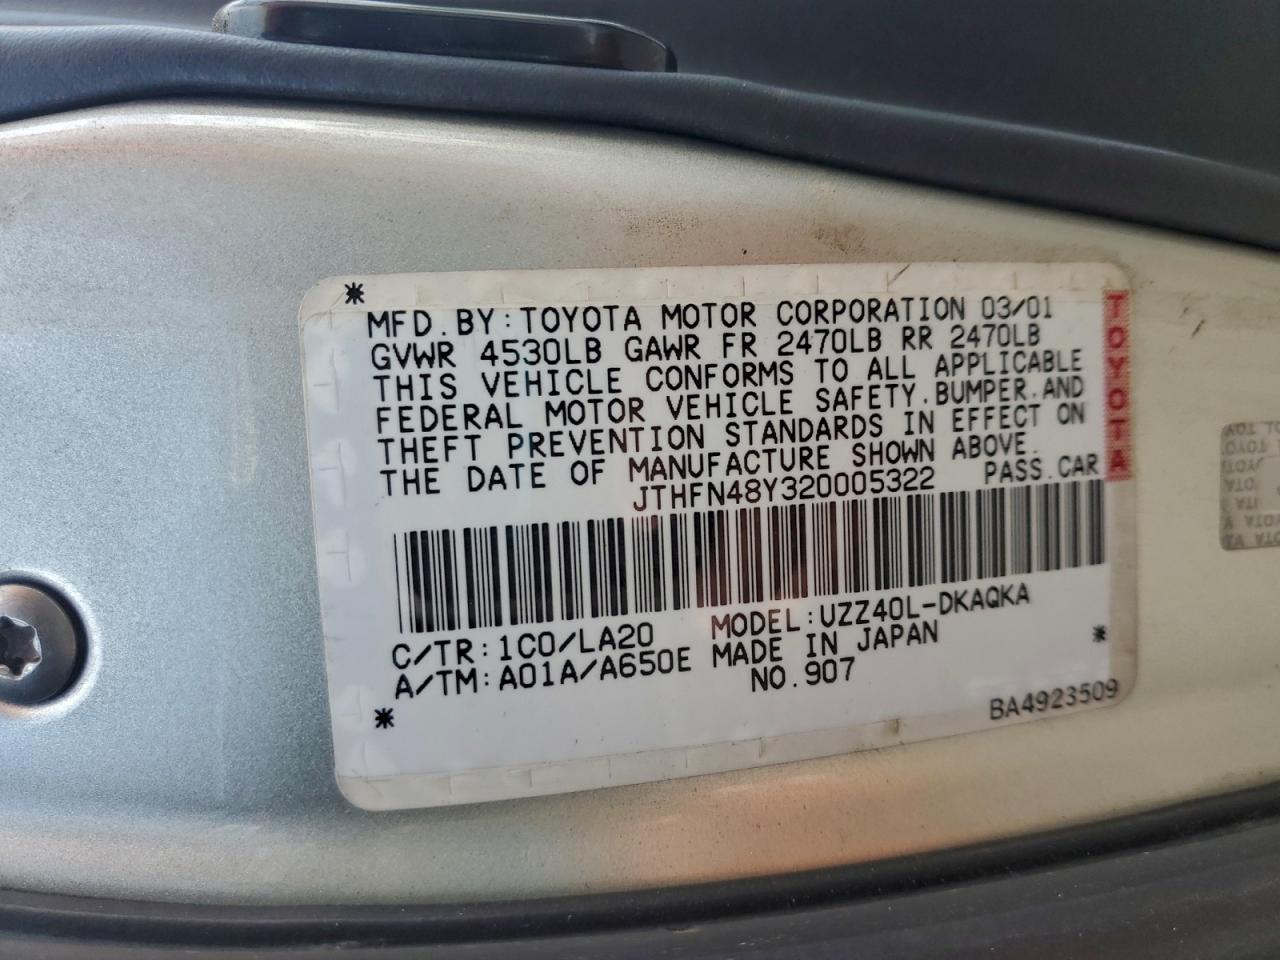 MFD.BY:TOYOTA MOTOR CORPORATION 03/01
GVWR 4530LB GAWR FR 2470LB RR 2470LB
THIS VEHICLE CONFORMS TO ALL APPLICABLE
FEDERAL MOTOR VEHICLE SAFETY.BUMPER.AND
THEFT PREVENTION STANDARDS IN EFFECT ON
THE DATE OF MANUFACTURE SHOWN ABOVE.
JTHFN48Y320005322 PASS.CAR
C/TR:1C0/LA20 MODEL:UZZ40L-DKAQKA
A/TM:A01A/A650E MADE IN JAPAN
NO.907
BA4923509
TOYOTA